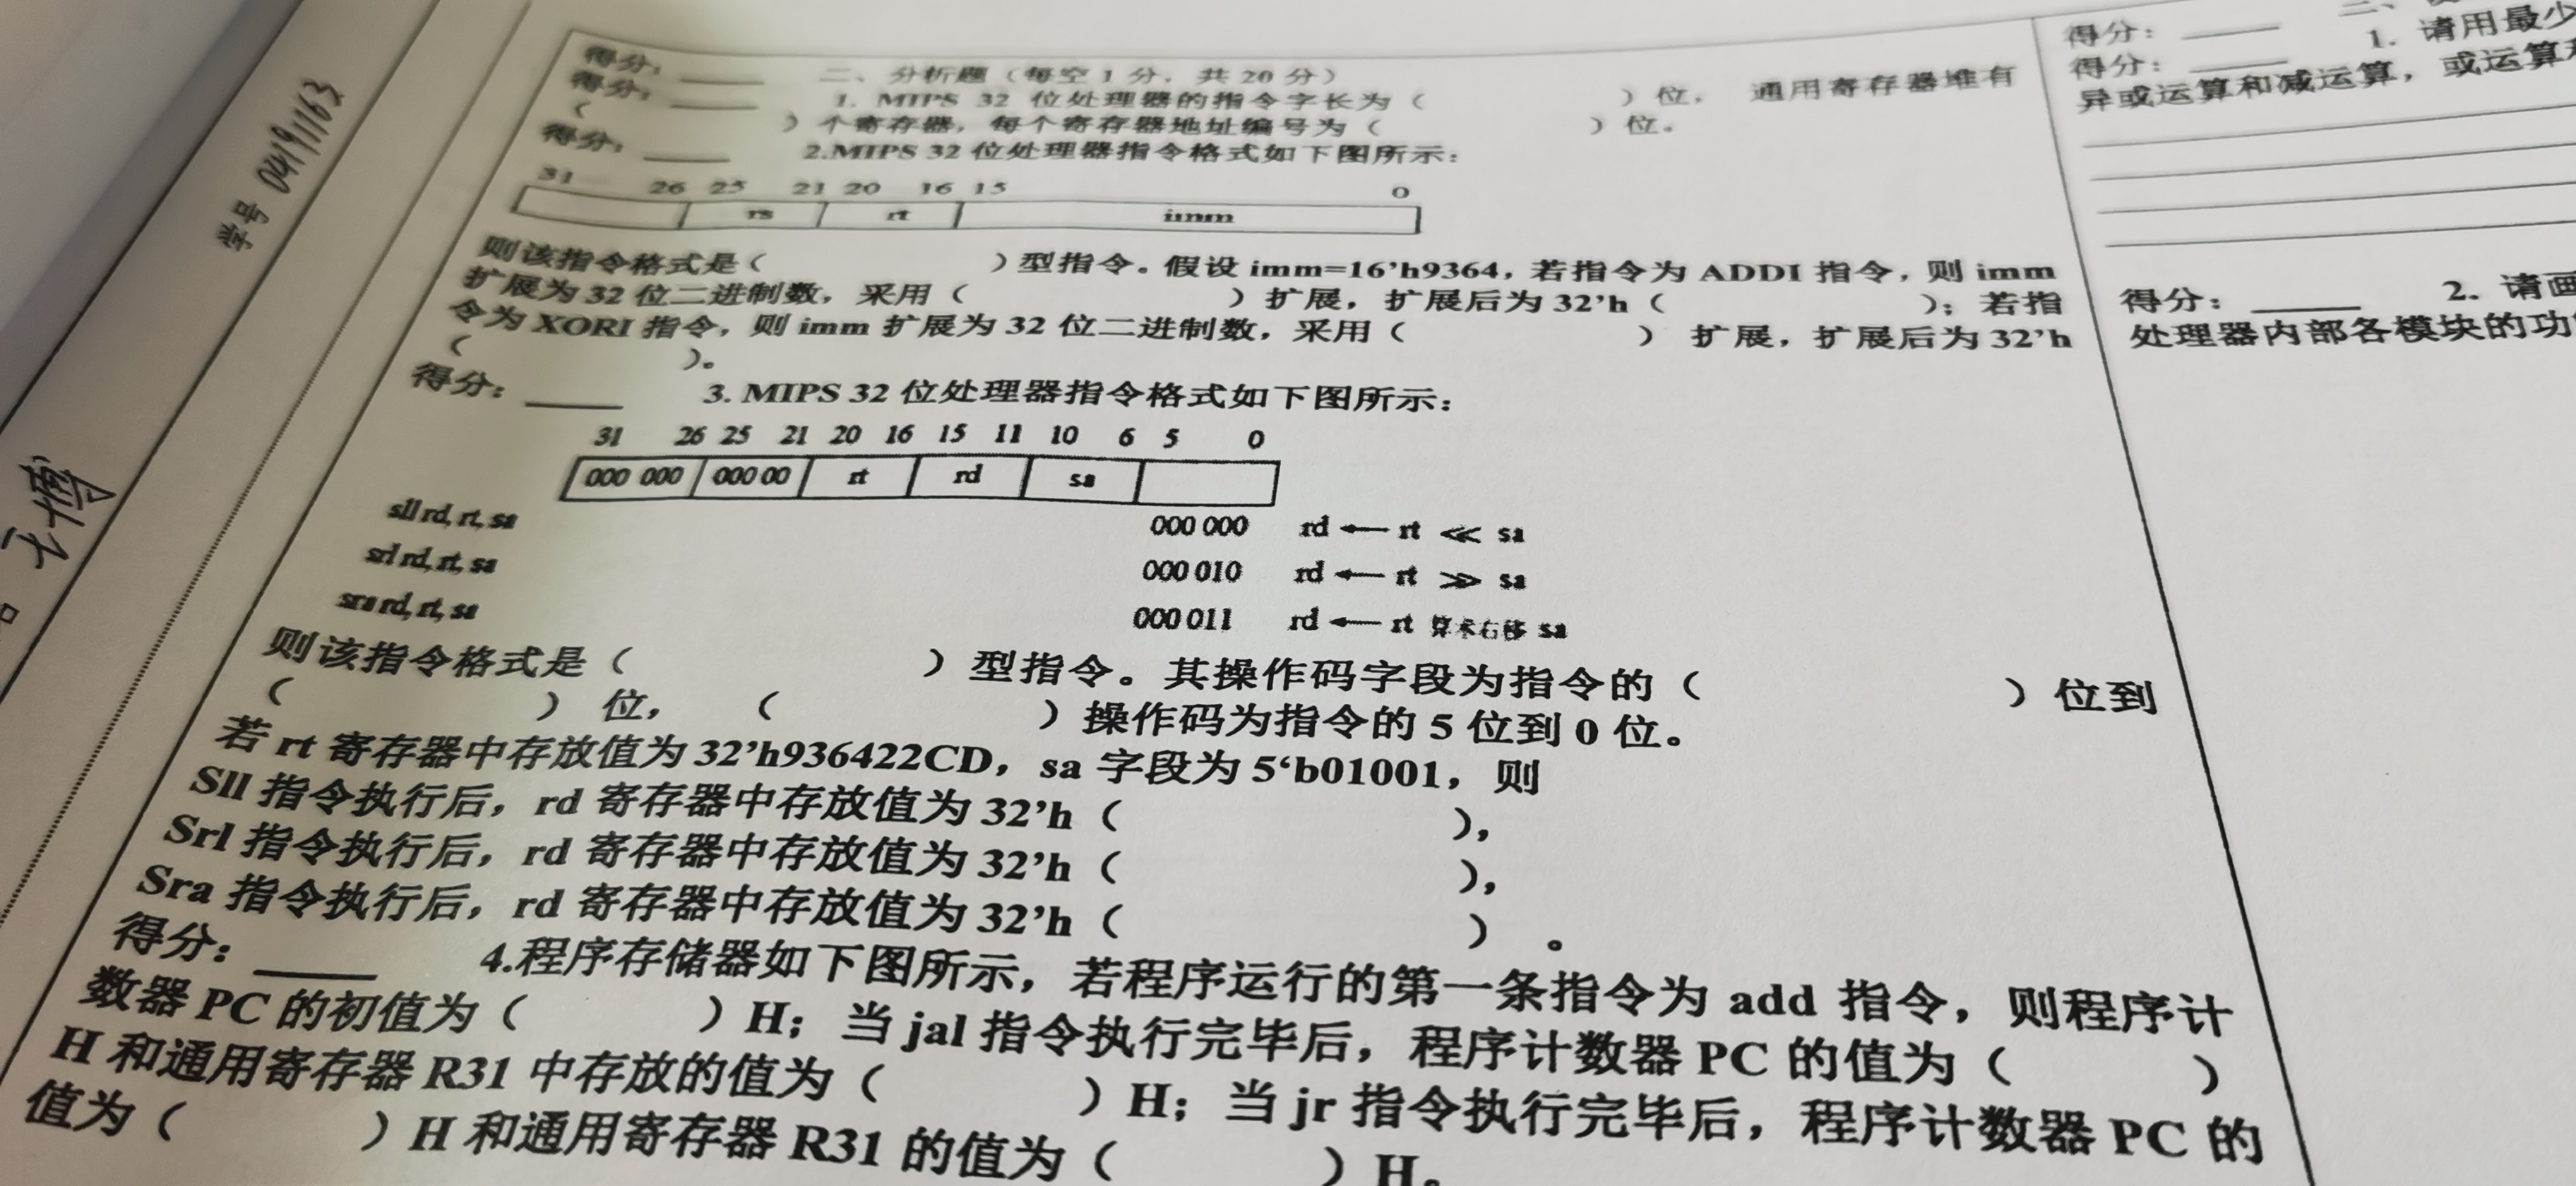 学号 04191163
得分：
二、分析题（每空 1 分，共 20 分）
得分：
1. MIPS 32 位处理器的指令字长为（ ）位， 通用寄存器堆有
（ ）个寄存器，每个寄存器地址编号为（ ）位。
得分：
2.MIPS 32 位处理器指令格式如下图所示：
31 26 25 21 20 16 15 0
rs rt imm
则该指令格式是（ ）型指令。假设 imm=16’h9364，若指令为 ADDI 指令，则 imm
扩展为 32 位二进制数，采用（ ）扩展，扩展后为 32’h（ ）；若指
令为 XORI 指令，则 imm 扩展为 32 位二进制数，采用（ ） 扩展，扩展后为 32’h
（ ）。
得分：
3. MIPS 32 位处理器指令格式如下图所示：
31 26 25 21 20 16 15 11 10 6 5 0
000 000 000 00 rt rd sa
sll rd, rt, sa 000 000 rd ← rt ≪ sa
srl rd, rt, sa 000 010 rd ← rt ≫ sa
sra rd, rt, sa 000 011 rd ← rt 算术右移 sa
则该指令格式是（ ）型指令。其操作码字段为指令的（ ）位到
（ ） 位， （ ）操作码为指令的 5 位到 0 位。
若 rt 寄存器中存放值为 32’h936422CD，sa 字段为 5‘b01001，则
Sll 指令执行后，rd 寄存器中存放值为 32’h（ ），
Srl 指令执行后，rd 寄存器中存放值为 32’h（ ），
Sra 指令执行后，rd 寄存器中存放值为 32’h（ ） 。
得分：
4.程序存储器如下图所示，若程序运行的第一条指令为 add 指令，则程序计
数器 PC 的初值为（ ）H；当 jal 指令执行完毕后，程序计数器 PC 的值为（ ）
H 和通用寄存器 R31 中存放的值为（ ）H；当 jr 指令执行完毕后，程序计数器 PC 的
值为（ ）H 和通用寄存器 R31 的值为（ ）H。
得分：
得分：
1. 请用最少
异或运算和减运算，或运算
得分：
2. 请画
处理器内部各模块的功